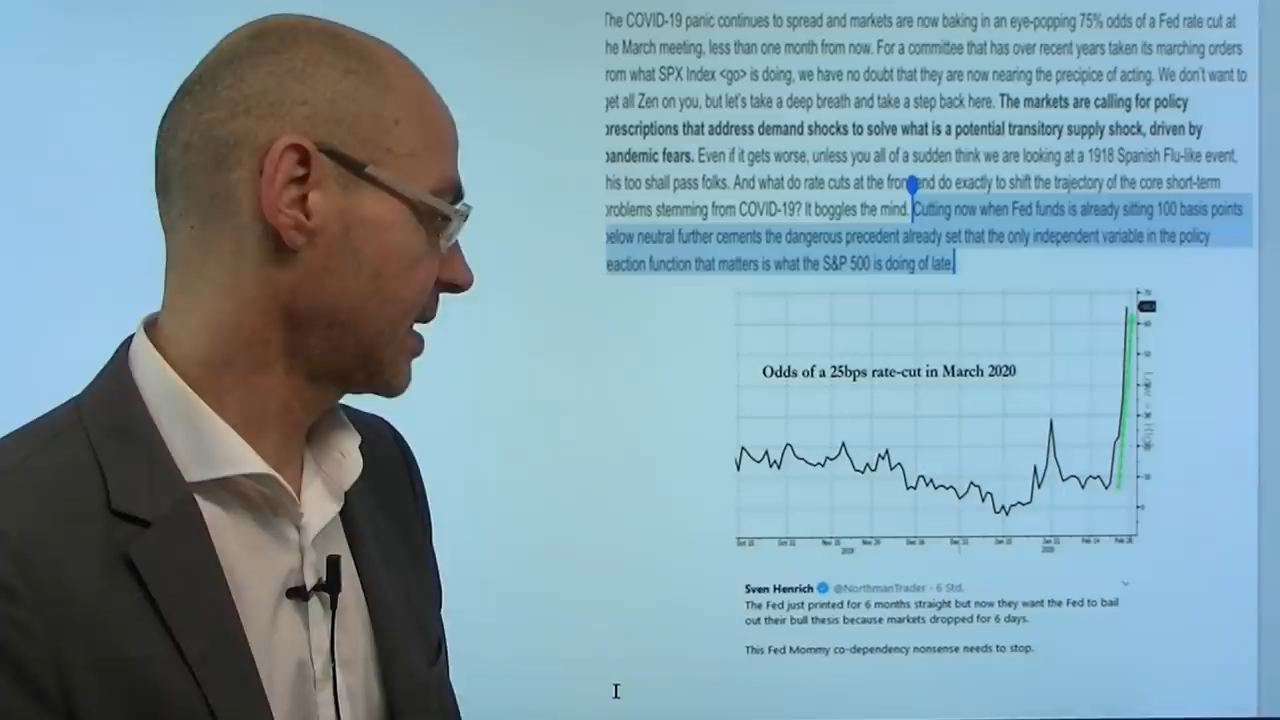 The COVID-19 panic continues to spread and markets are now baking in an eye-popping 75% odds of a Fed rate cut at
he March meeting, less than one month from now. For a committee that has over recent years taken its marching orders
rom what SPX Index <go> is doing, we have no doubt that they are now nearing the precipice of acting. We don't want to
get all Zen on you, but let's take a deep breath and take a step back here. The markets are calling for policy
prescriptions that address demand shocks to solve what is a potential transitory supply shock, driven by
pandemic fears. Even if it gets worse, unless you all of a sudden think we are looking at a 1918 Spanish Flu-like event,
his too shall pass folks. And what do rate cuts at the front end do exactly to shift the trajectory of the core short-term
problems stemming from COVID-19? It boggles the mind. Cutting now when Fed funds is already sitting 100 basis points
below neutral further cements the dangerous precedent already set that the only independent variable in the policy
eaction function that matters is what the S&P 500 is doing of late.
Odds of a 25bps rate-cut in March 2020
2019
2020
Sven Henrich @NorthmanTrader · 6 Std.
The Fed just printed for 6 months straight but now they want the Fed to bail
out their bull thesis because markets dropped for 6 days.
This Fed Mommy co-dependency nonsense needs to stop.